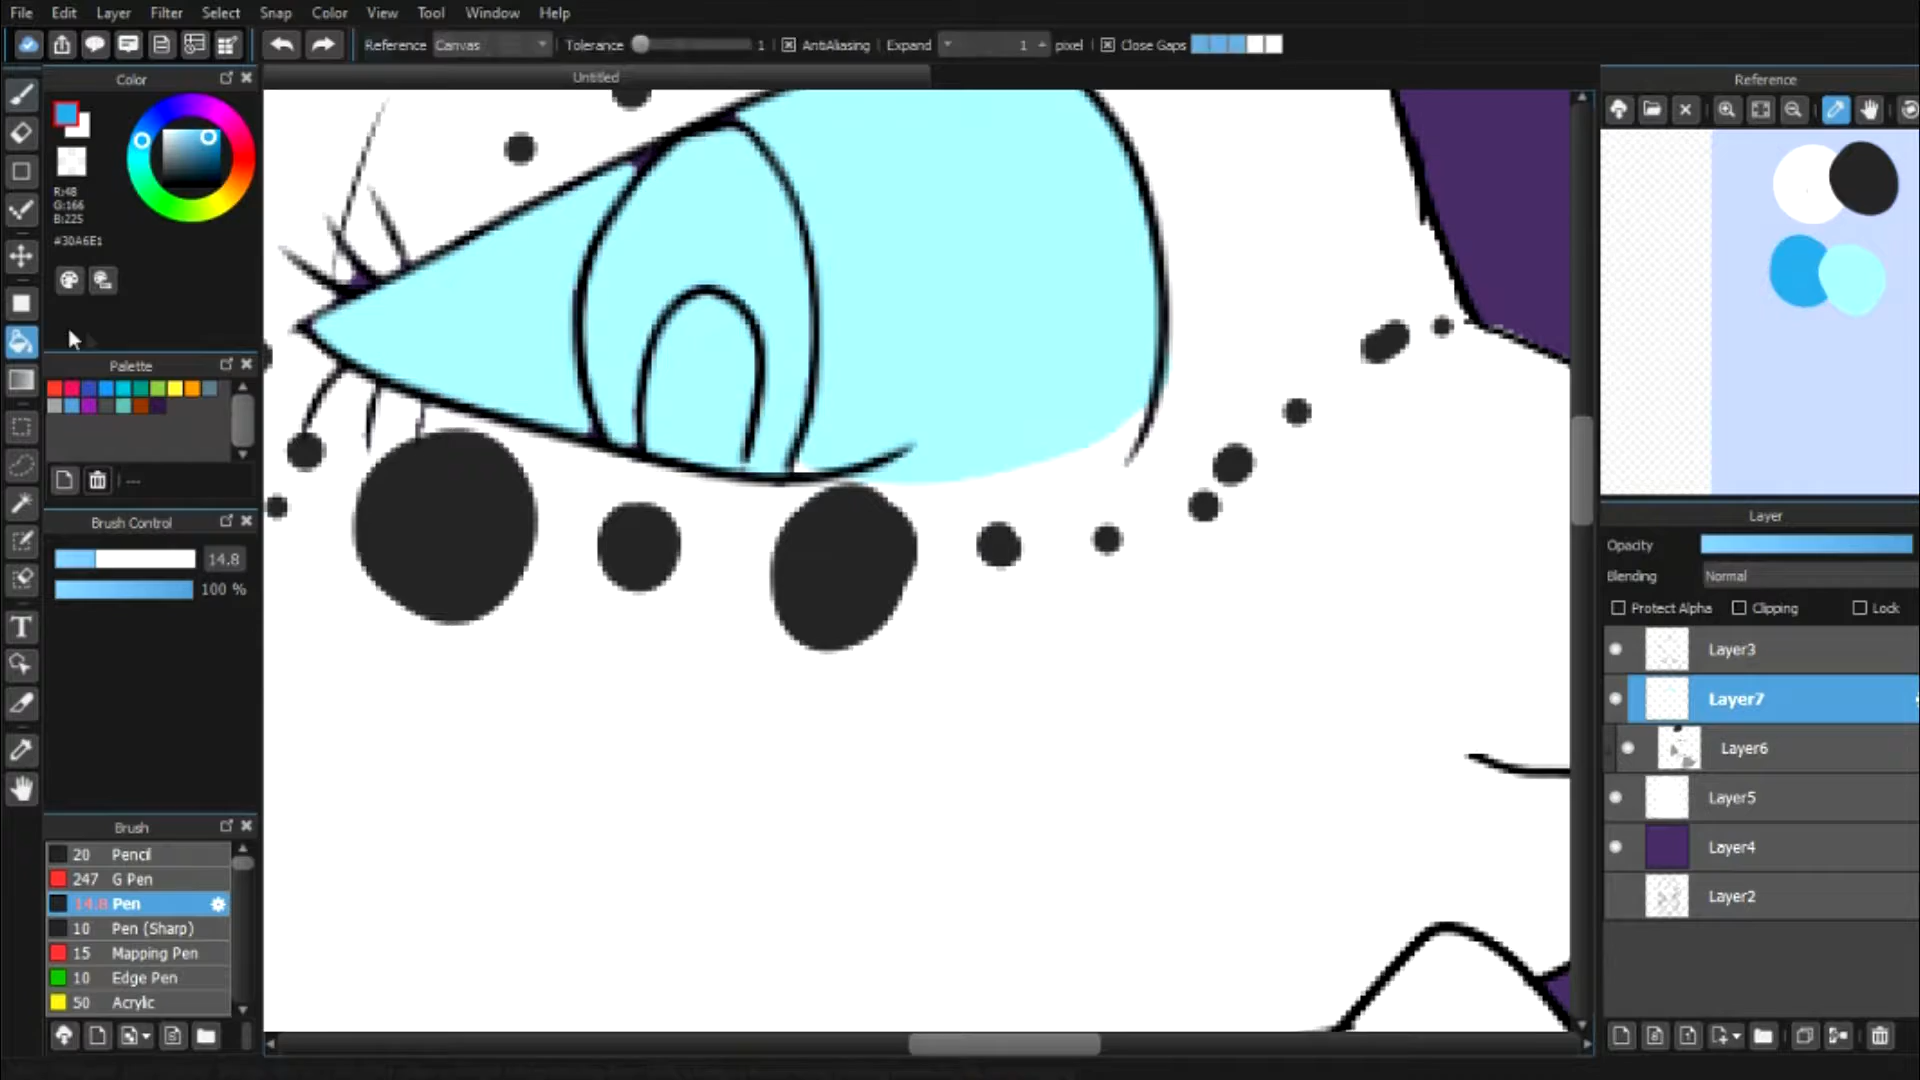 File Edit Layer Filter Select Snap Color View Tool Window Help
Reference Canvas Tolerance 1 AntiAliasing Expand 1 pixel Close Gaps
Color
Untitled
Reference
R:48
G:166
B:225
#30A6E1
Palette
---
Brush Control
14.8
100 %
Brush
20 Pencil
247 G Pen
14.8 Pen
10 Pen (Sharp)
15 Mapping Pen
10 Edge Pen
50 Acrylic
Layer
Opacity
Blending Normal
Protect Alpha Clipping Lock
Layer3
Layer7
Layer6
Layer5
Layer4
Layer2